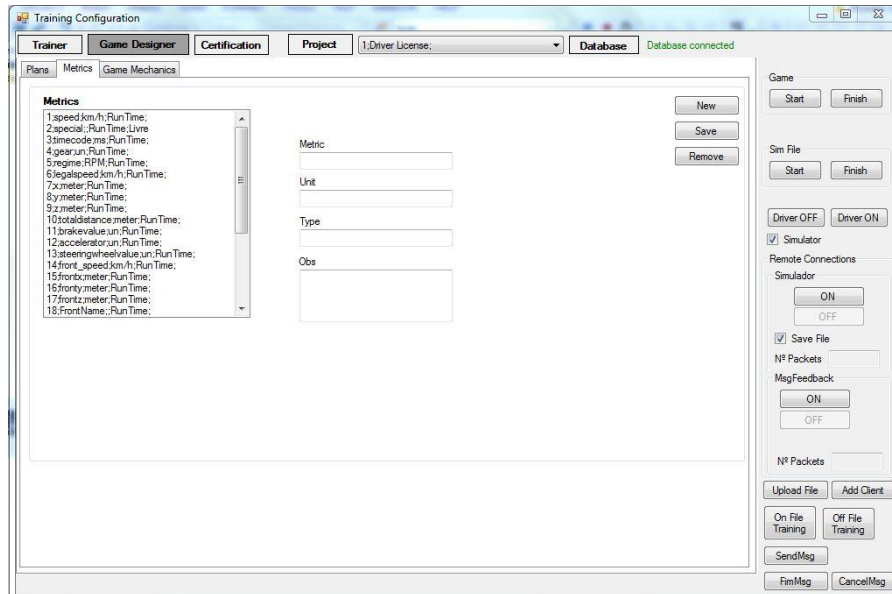 Training Configuration
Trainer Game Designer Certification Project 1;Driver License; Database Database connected
Plans Metrics Game Mechanics
Metrics
1;speed;km/h;RunTime;
2;special;;RunTime;Livre
3;timecode;ms;RunTime;
4;gear;un;RunTime;
5;regime;RPM;RunTime;
6;legalspeed;km/h;RunTime;
7;x;meter;RunTime;
8;y;meter;RunTime;
9;z;meter;RunTime;
10;totaldistance;meter;RunTime;
11;brakevalue;un;RunTime;
12;accelerator;un;RunTime;
13;steeringwheelvalue;un;RunTime;
14;front_speed;km/h;RunTime;
15;frontx;meter;RunTime;
16;fronty;meter;RunTime;
17;frontz;meter;RunTime;
18;FrontName;;RunTime;
Metric
Unit
Type
Obs
New
Save
Remove
Game
Start Finish
Sim File
Start Finish
Driver OFF Driver ON
Simulator
Remote Connections
Simulador
ON
OFF
Save File
Nº Packets
MsgFeedback
ON
OFF
Nº Packets
Upload File Add Client
On File Training Off File Training
SendMsg
FimMsg CancelMsg